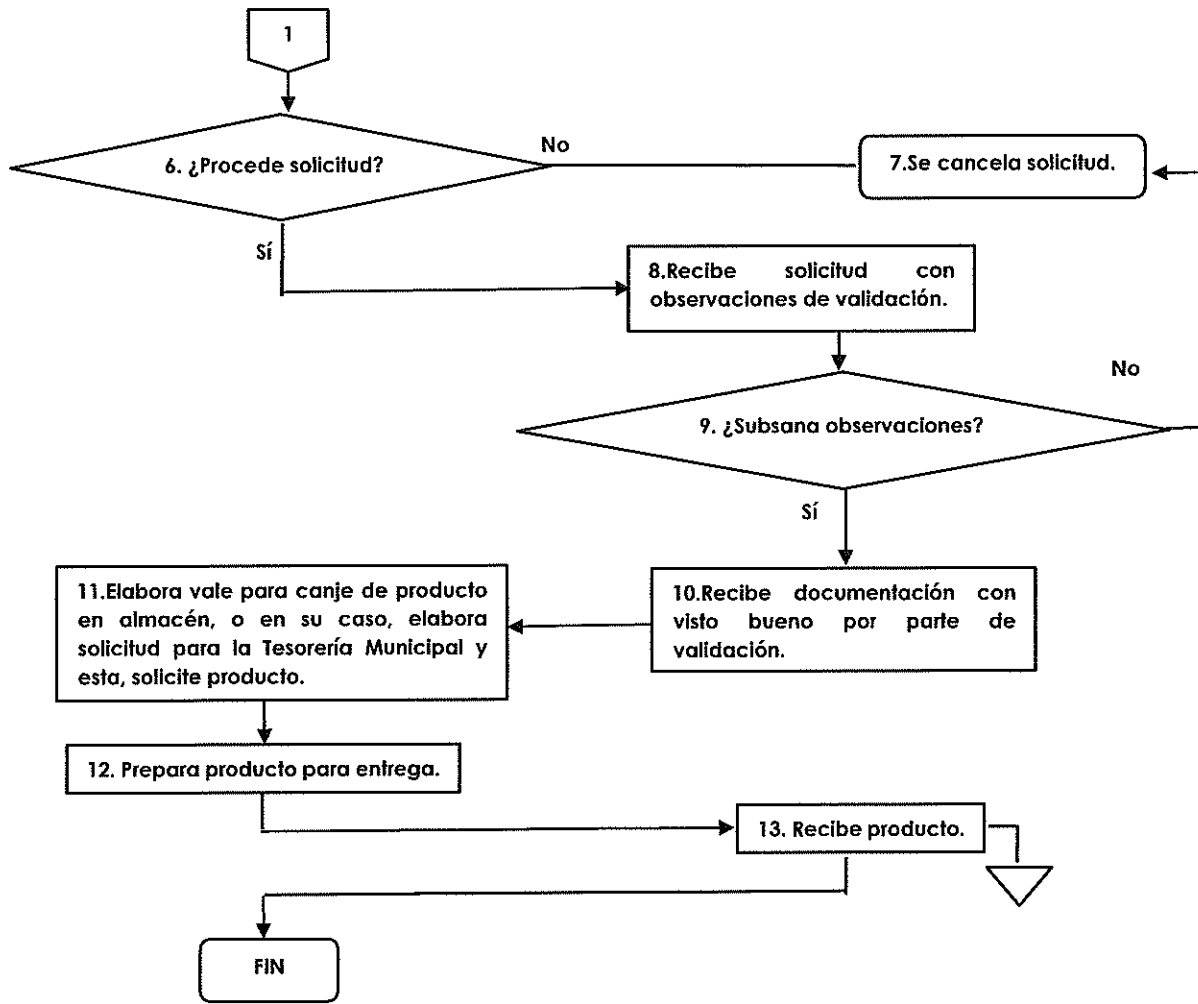 1
6. ¿Procede solicitud?
No
7.Se cancela solicitud.
Sí
8.Recibe solicitud con
observaciones de validación.
No
9. ¿Subsana observaciones?
Sí
11.Elabora vale para canje de producto
en almacén, o en su caso, elabora
solicitud para la Tesorería Municipal y
esta, solicite producto.
10.Recibe documentación con
visto bueno por parte de
validación.
12. Prepara producto para entrega.
13. Recibe producto.
FIN